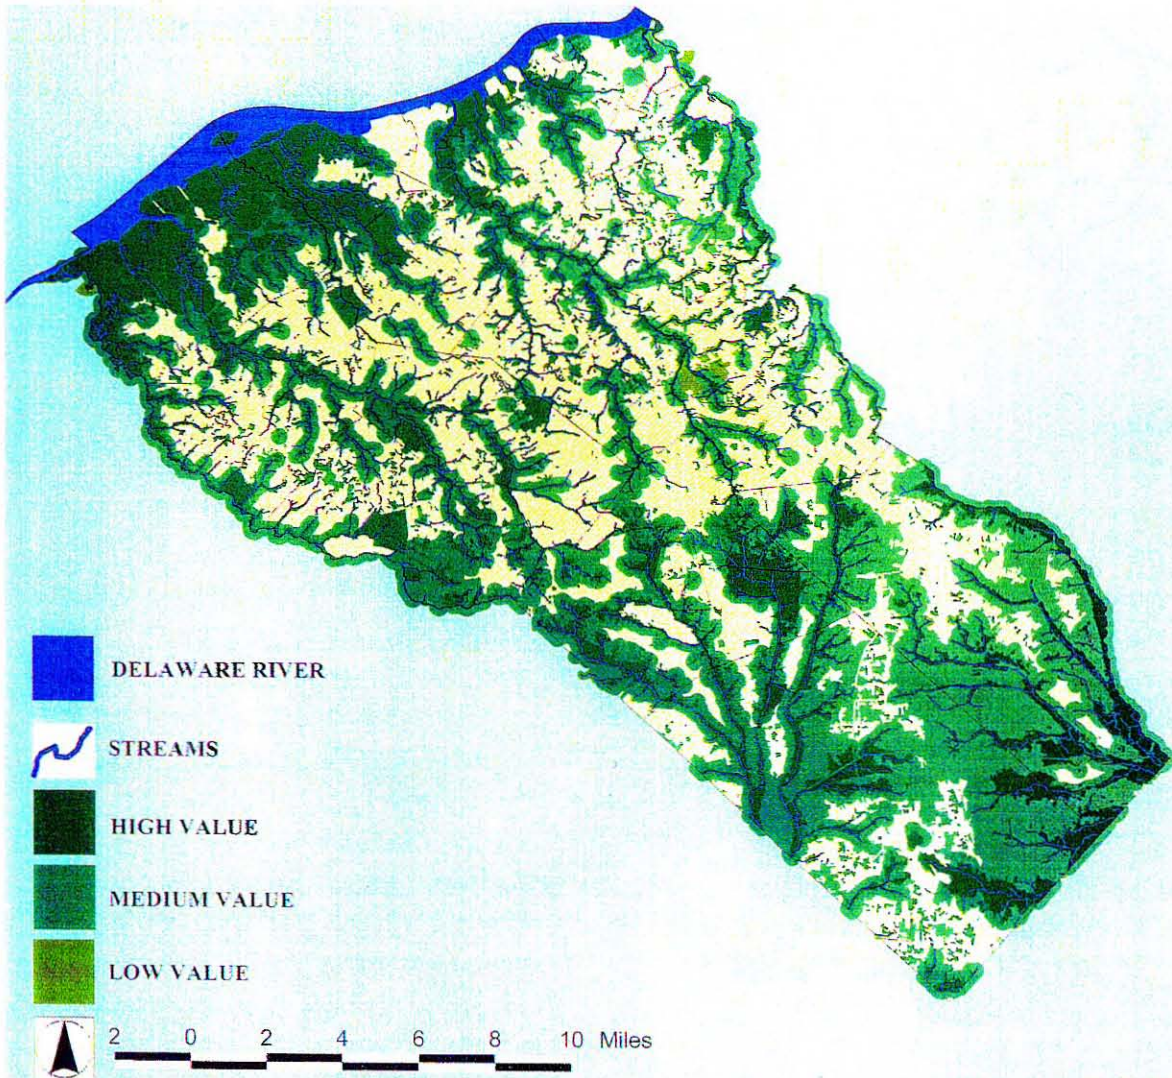 DELAWARE RIVER
STREAMS
HIGH VALUE
MEDIUM VALUE
LOW VALUE
2 0 2 4 6 8 10 Miles